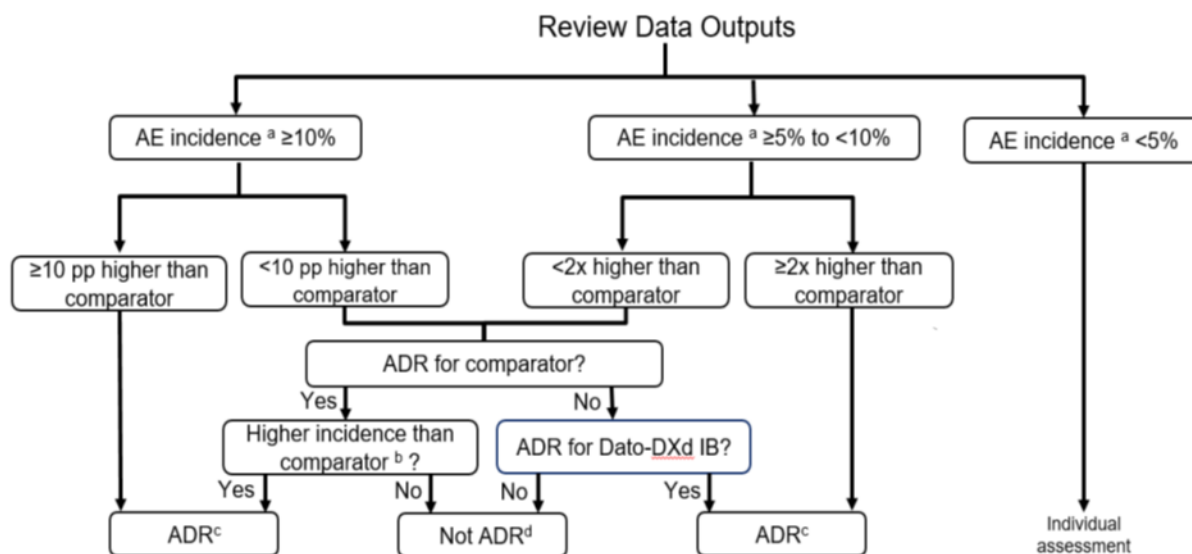 Review Data Outputs
AE incidence ᵃ ≥10%
AE incidence ᵃ ≥5% to <10%
AE incidence ᵃ <5%
≥10 pp higher than
comparator
<10 pp higher than
comparator
<2x higher than
comparator
≥2x higher than
comparator
ADR for comparator?
Yes
No
Higher incidence than
comparator ᵇ ?
ADR for Dato-DXd IB?
Yes
No
No
Yes
ADRᶜ
Not ADRᵈ
ADRᶜ
Individual
assessment